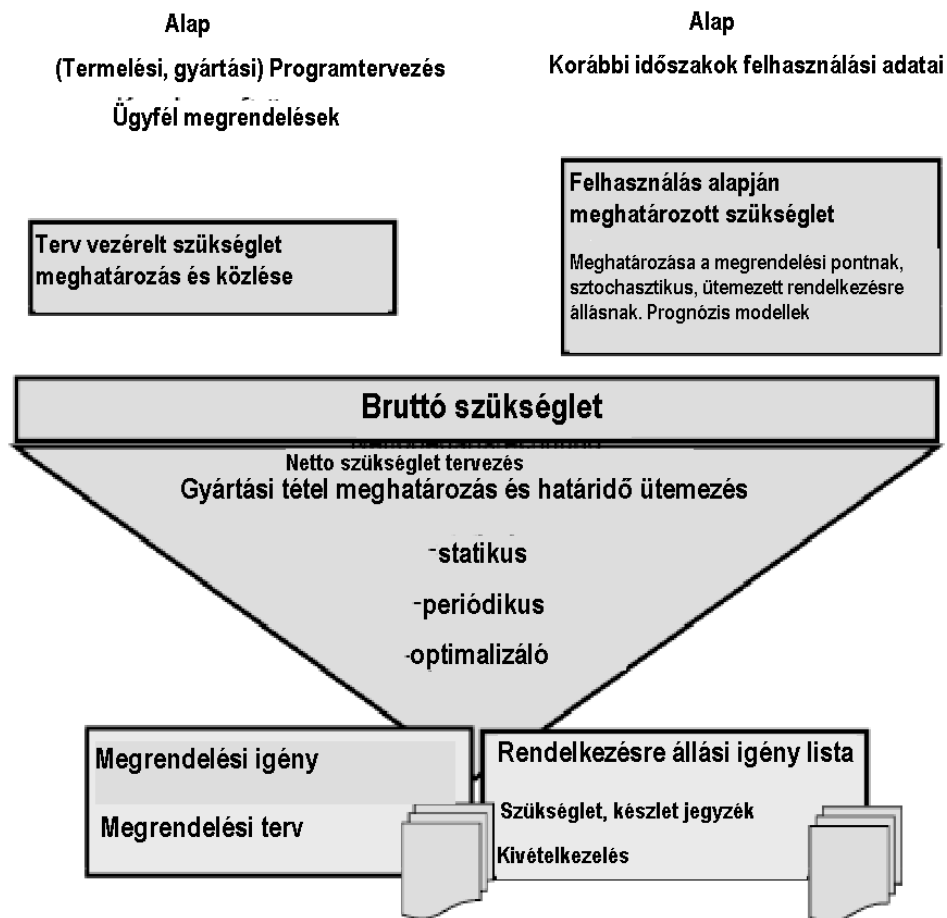 Alap
(Termelési, gyártási) Programtervezés
Ügyfél megrendelések
Alap
Korábbi időszakok felhasználási adatai
Terv vezérelt szükséglet
meghatározás és közlése
Felhasználás alapján
meghatározott szükséglet
Meghatározása a megrendelési pontnak,
sztochasztikus, ütemezett rendelkezésre
állásnak. Prognózis modellek
Bruttó szükséglet
Netto szükséglet tervezés
Gyártási tétel meghatározás és határidő ütemezés
-statikus
-periódikus
-optimalizáló
Megrendelési igény
Megrendelési terv
Rendelkezésre állási igény lista
Szükséglet, készlet jegyzék
Kivételkezelés